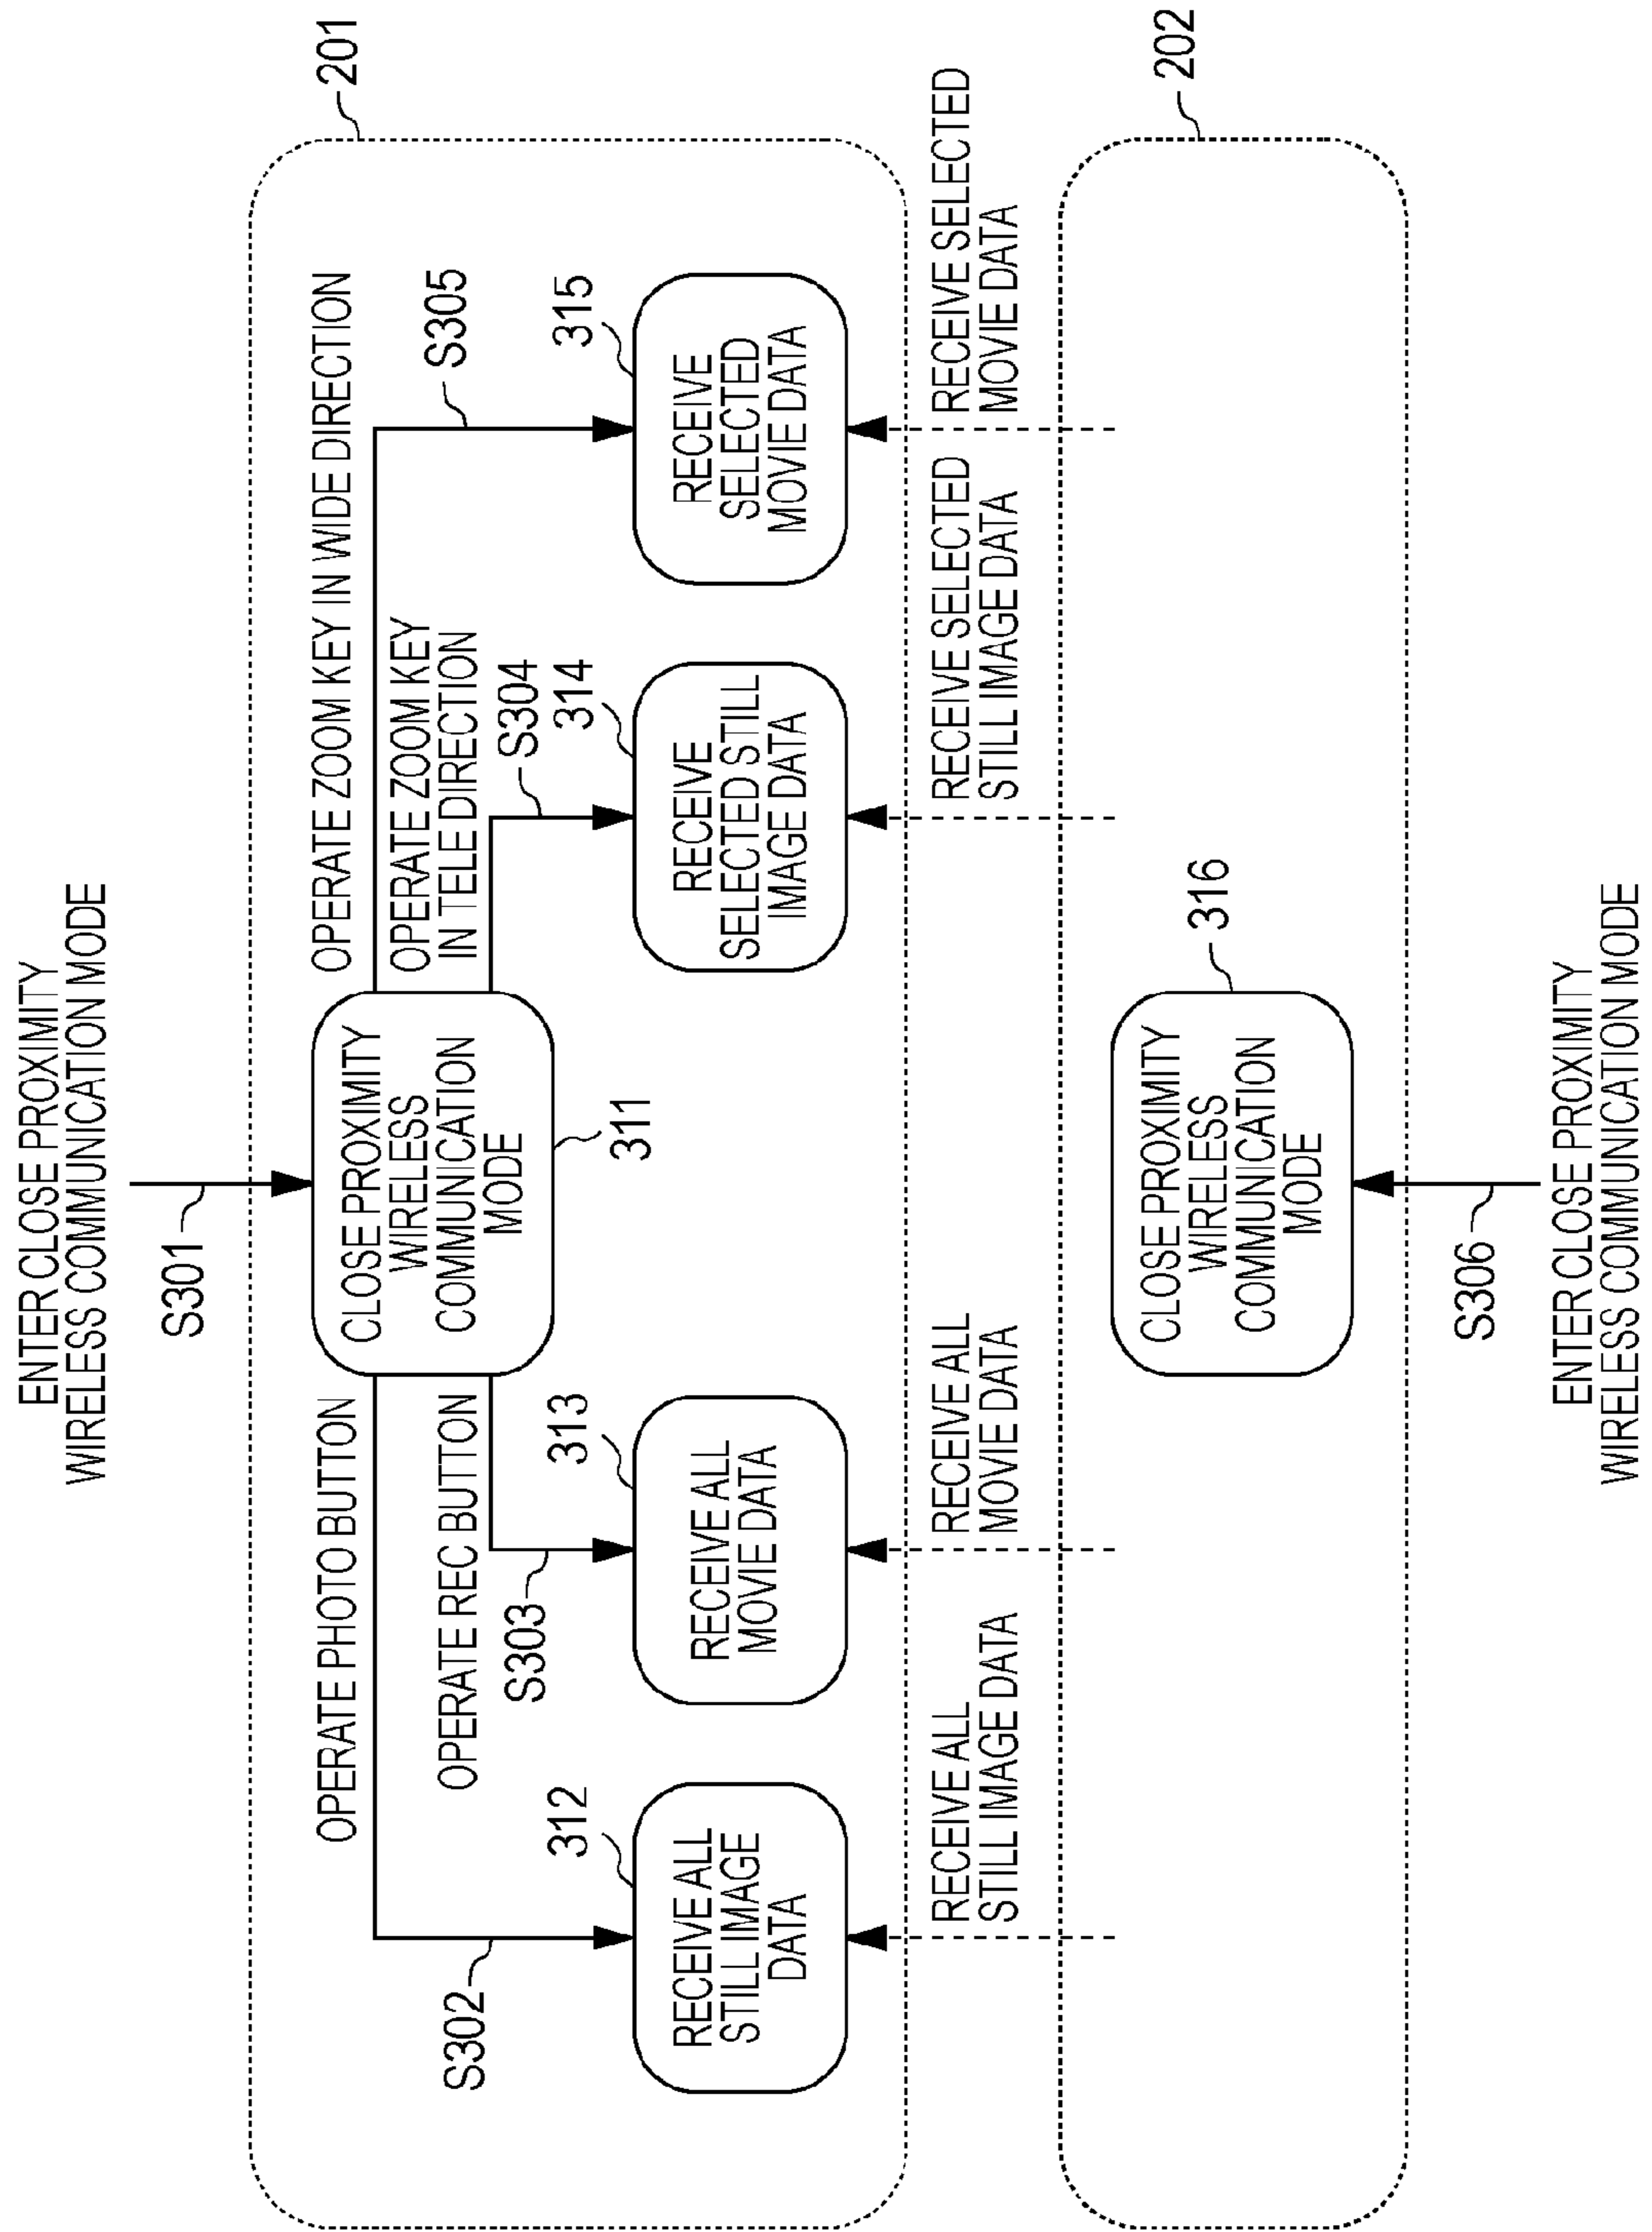 ENTER CLOSE PROXIMITY
WIRELESS COMMUNICATION MODE
S301
201
OPERATE PHOTO BUTTON
OPERATE REC BUTTON
CLOSE PROXIMITY
WIRELESS
COMMUNICATION
MODE
311
OPERATE ZOOM KEY IN WIDE DIRECTION
OPERATE ZOOM KEY
IN TELE DIRECTION
S302
S303
S304
S305
312
RECEIVE ALL
STILL IMAGE
DATA
313
RECEIVE ALL
MOVIE DATA
314
RECEIVE
SELECTED STILL
IMAGE DATA
315
RECEIVE
SELECTED
MOVIE DATA
RECEIVE ALL
STILL IMAGE DATA
RECEIVE ALL
MOVIE DATA
RECEIVE SELECTED
STILL IMAGE DATA
RECEIVE SELECTED
MOVIE DATA
202
CLOSE PROXIMITY
WIRELESS
COMMUNICATION
MODE
316
S306
ENTER CLOSE PROXIMITY
WIRELESS COMMUNICATION MODE